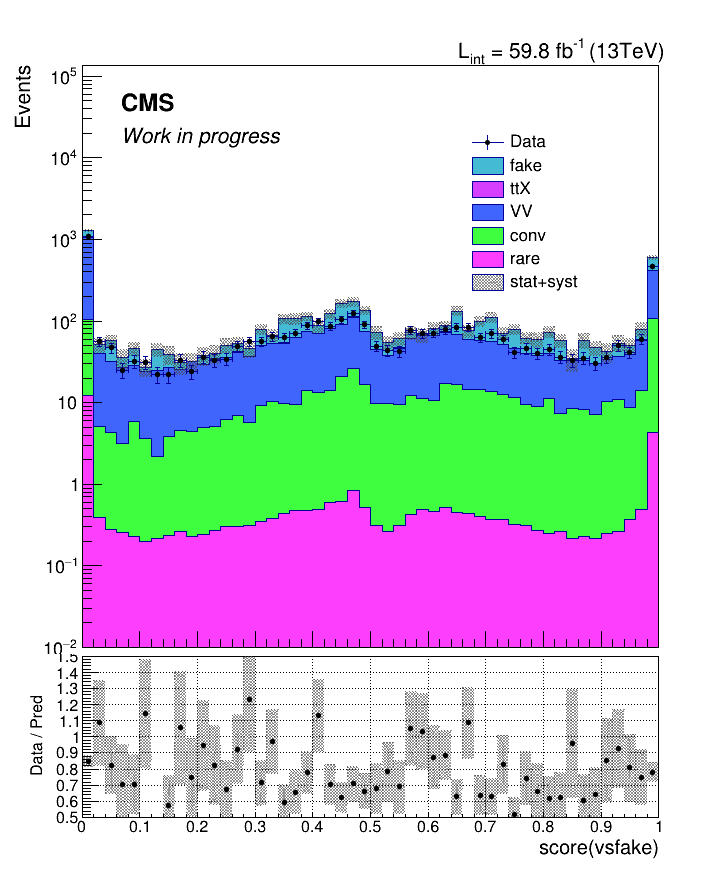 L_int = 59.8 fb^-1 (13TeV)
Events
10^5
10^4
10^3
10^2
10
1
10^-1
10^-2
CMS
Work in progress
Data
fake
ttX
VV
conv
rare
stat+syst
Data / Pred
1.5
1.4
1.3
1.2
1.1
1
0.9
0.8
0.7
0.6
0.5
0 0.1 0.2 0.3 0.4 0.5 0.6 0.7 0.8 0.9 1
score(vsfake)